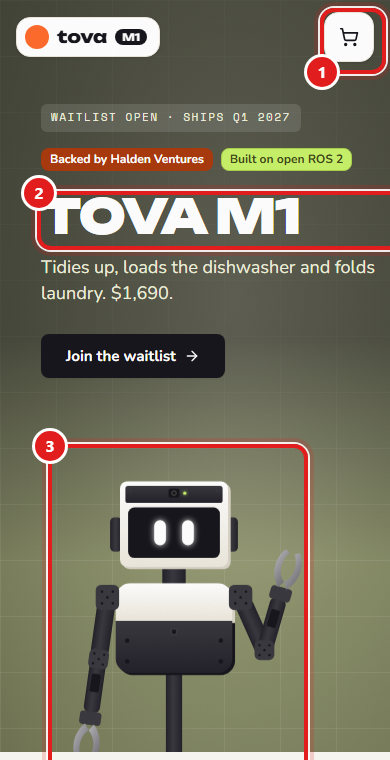 tova M1
1
WAITLIST OPEN · SHIPS Q1 2027
Backed by Halden Ventures
Built on open ROS 2
2
TOVA M1
Tidies up, loads the dishwasher and folds
laundry. $1,690.
Join the waitlist →
3